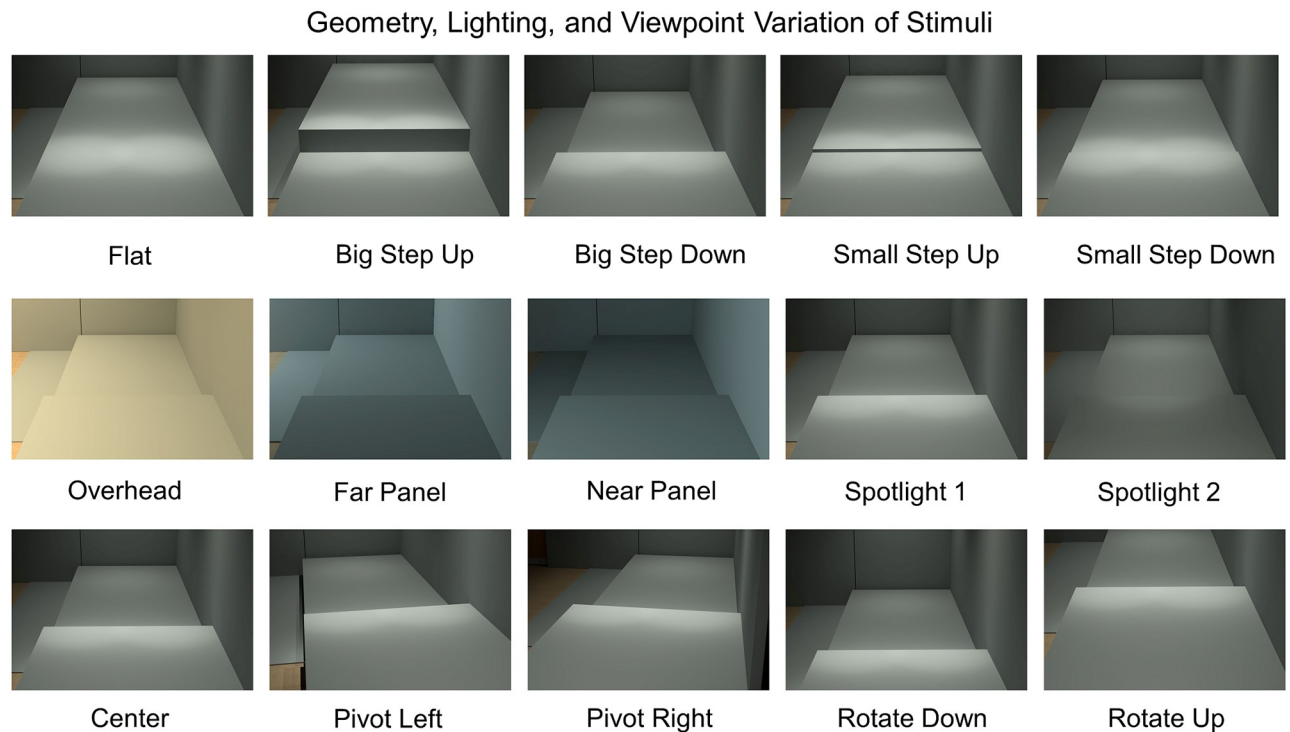 Geometry, Lighting, and Viewpoint Variation of Stimuli
Flat
Big Step Up
Big Step Down
Small Step Up
Small Step Down
Overhead
Far Panel
Near Panel
Spotlight 1
Spotlight 2
Center
Pivot Left
Pivot Right
Rotate Down
Rotate Up